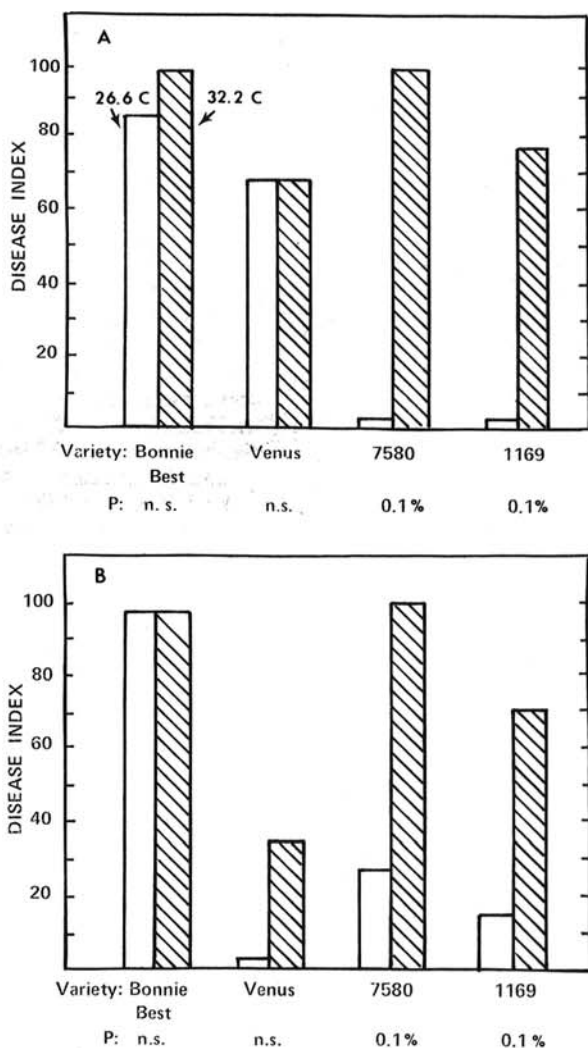 A
100
26.6 C
32.2 C
80
60
40
20
DISEASE INDEX
Variety: Bonnie Best Venus 7580 1169
P: n. s. n.s. 0.1% 0.1%
B
100
80
60
40
20
DISEASE INDEX
Variety: Bonnie Best Venus 7580 1169
P: n.s. n.s. 0.1% 0.1%